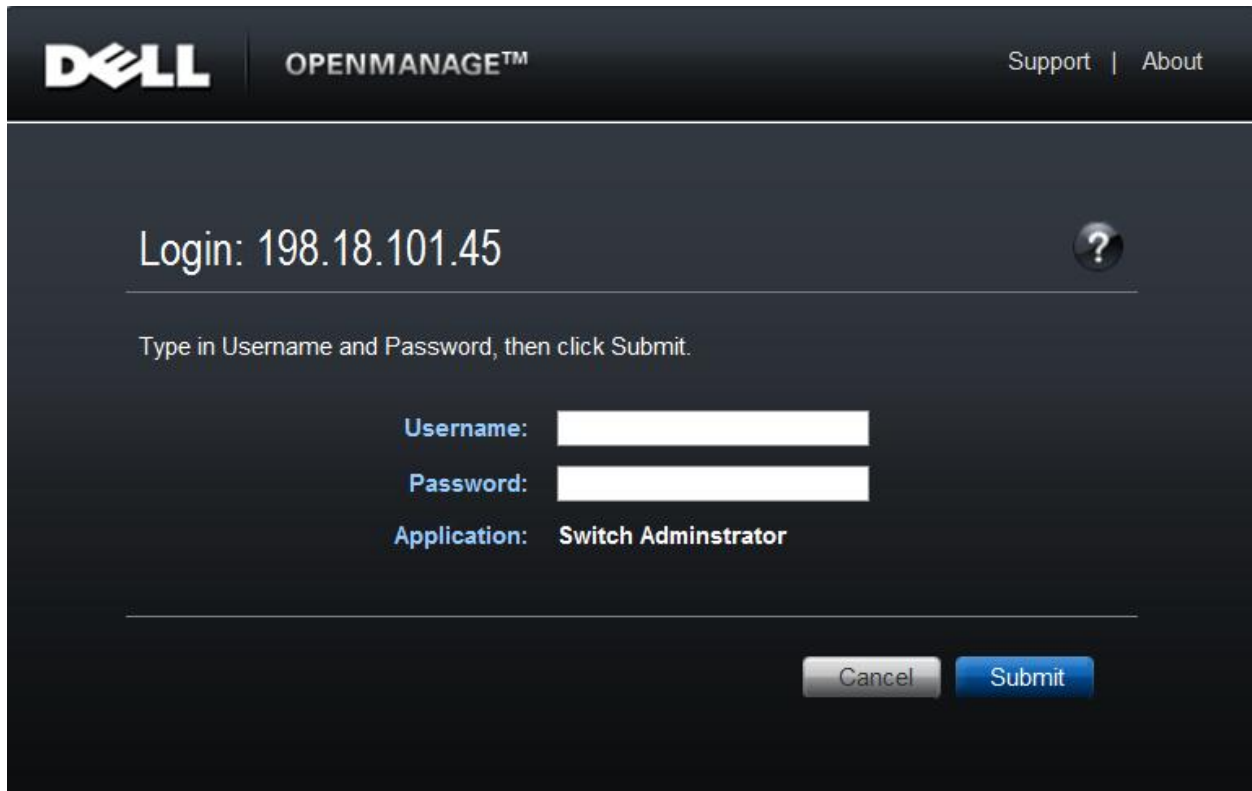 DELL OPENMANAGE™ Support | About
Login: 198.18.101.45 ?
Type in Username and Password, then click Submit.
Username:
Password:
Application: Switch Adminstrator
Cancel Submit